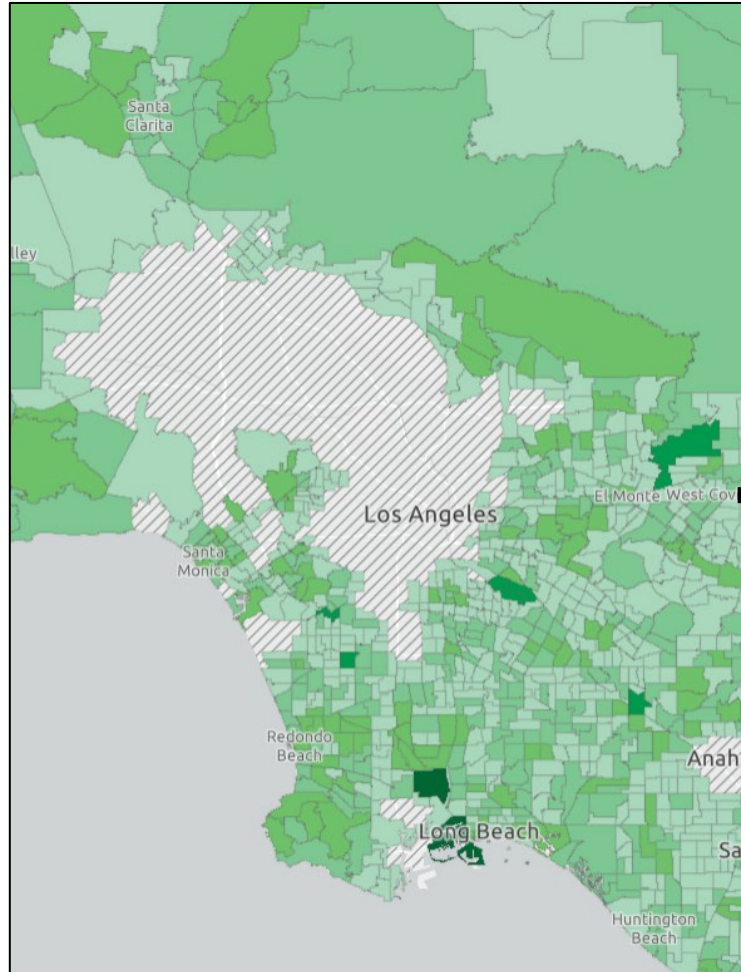 Santa
Clarita
lley
El Monte West Cov
Los Angeles
Santa
Monica
Redondo
Beach
Anah
Long Beach
Sa
Huntington
Beach